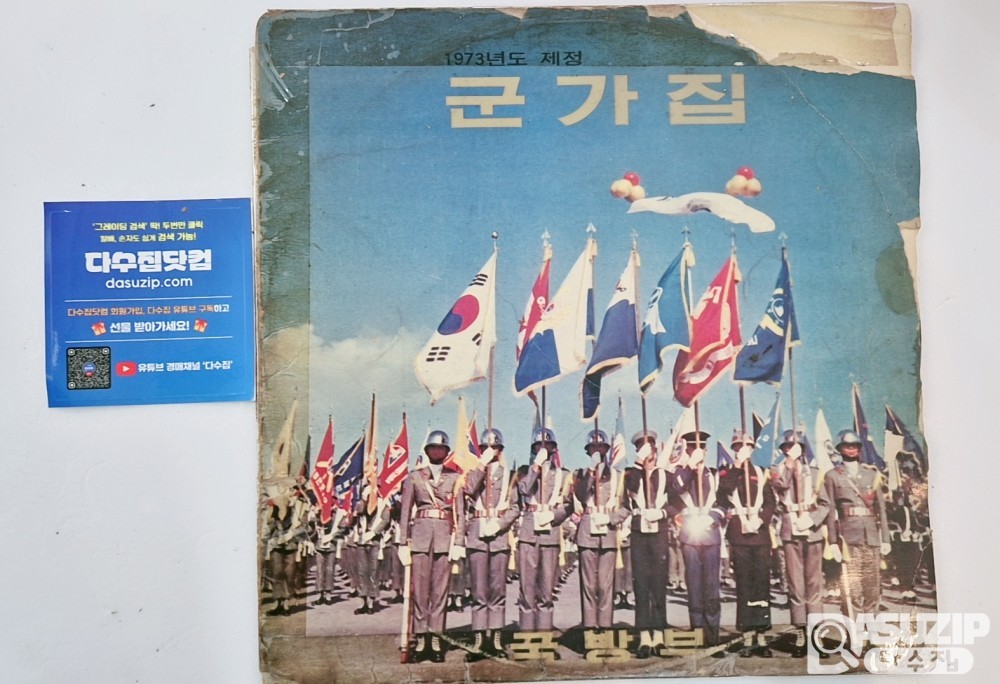 1973년도 제정
군가집
'그레이딩 검색' 딱! 두번만 클릭
할배, 손자도 쉽게 검색 가능!
다수집닷컴
dasuzip.com
다수집닷컴 회원가입, 다수집 유튜브 구독하고
선물 받아가세요!
유튜브 경매채널 '다수집'
국방부
DASUZIP
다수집